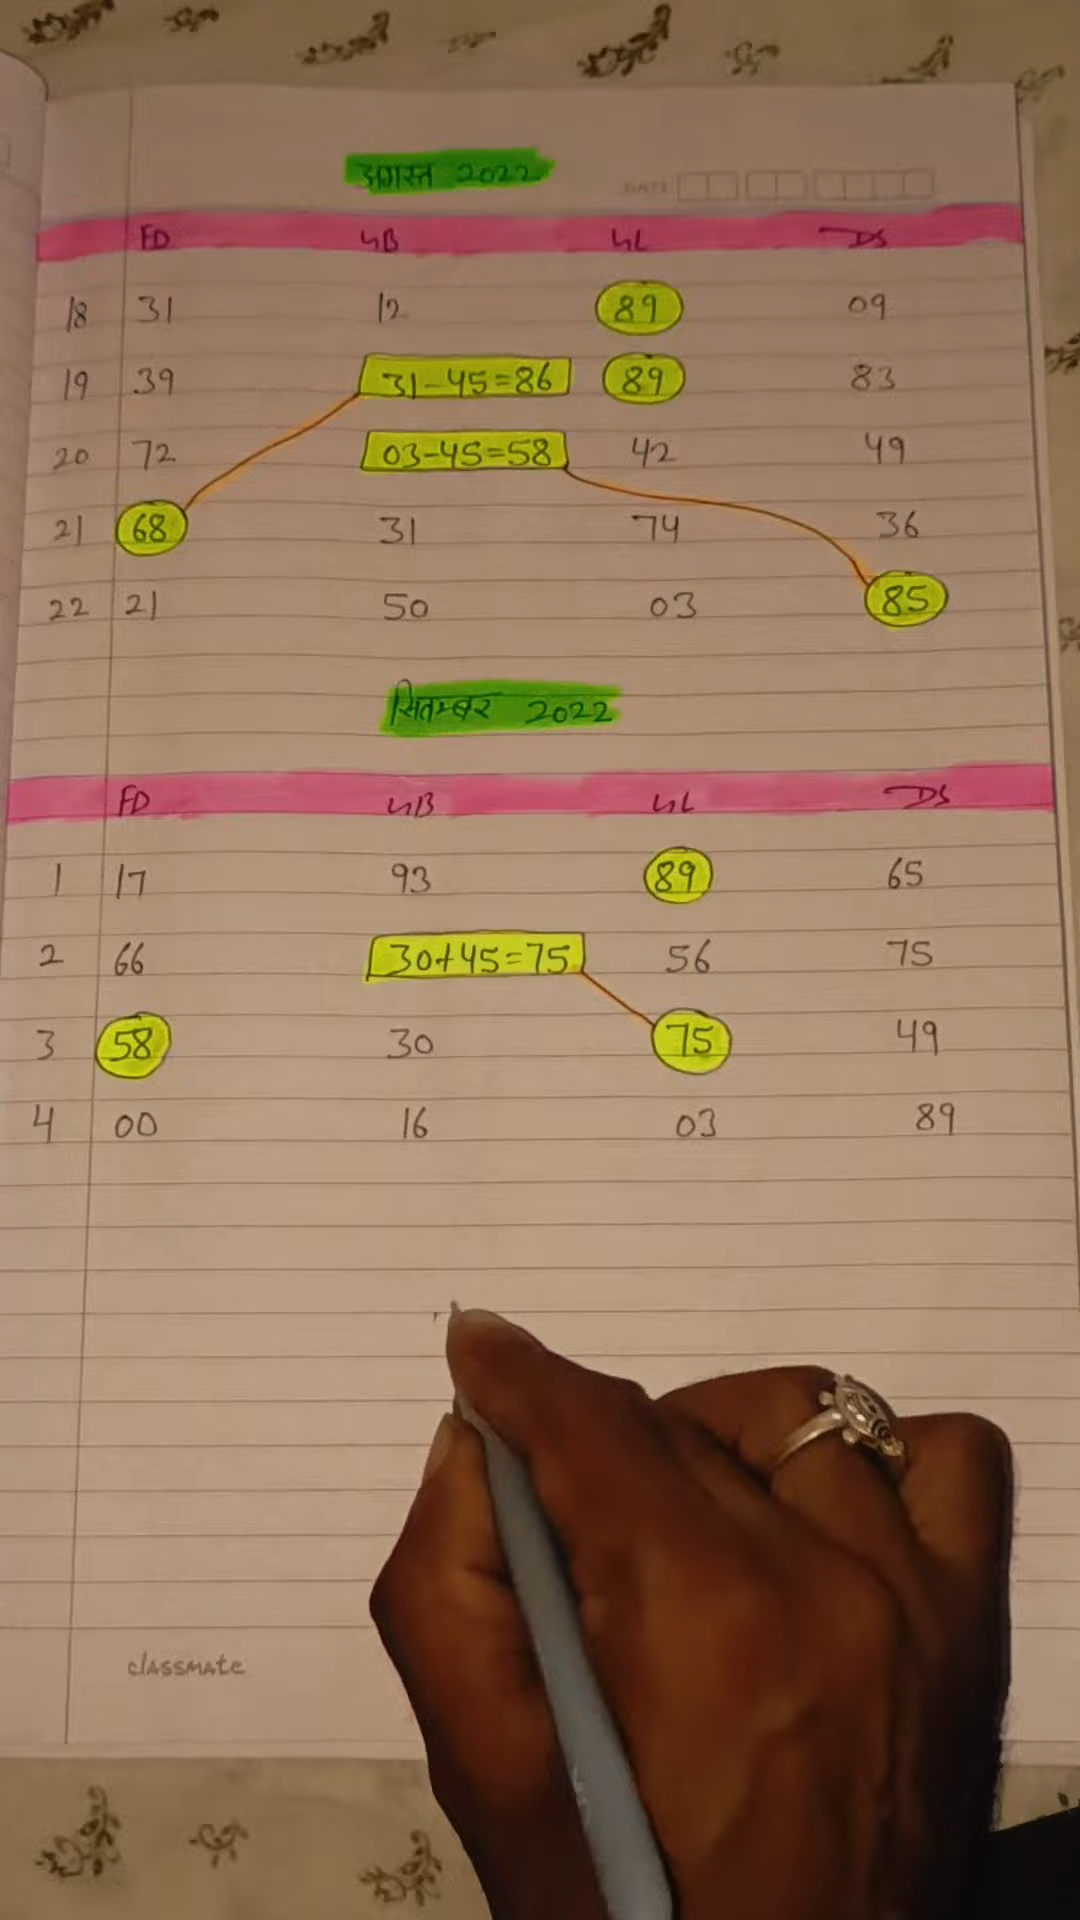 अगस्त 2022
DATE
FD GB GL DS
18 31 12 89 09
19 39 31-45=86 89 83
20 72 03-45=58 42 49
21 68 31 74 36
22 21 50 03 85
सितम्बर 2022
FD GB GL DS
1 17 93 89 65
2 66 30+45=75 56 75
3 58 30 75 49
4 00 16 03 89
classmate